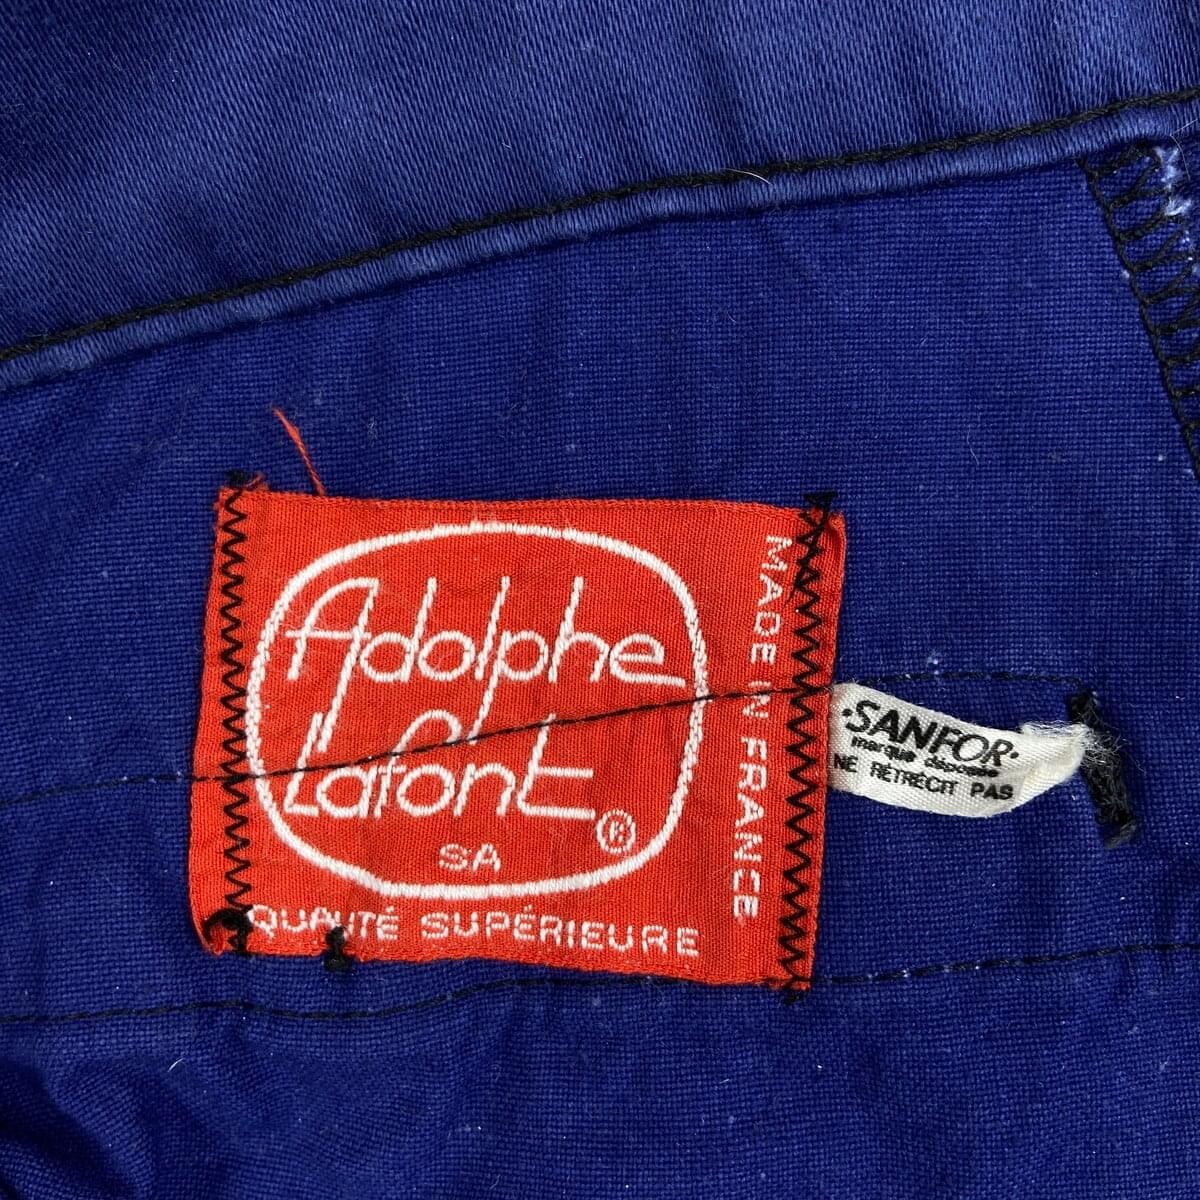 Adolphe
Lafont
®
SA
QUALITÉ SUPÉRIEURE
MADE IN FRANCE
·SANFOR·
marque déposée
NE RÉTRÉCIT PAS